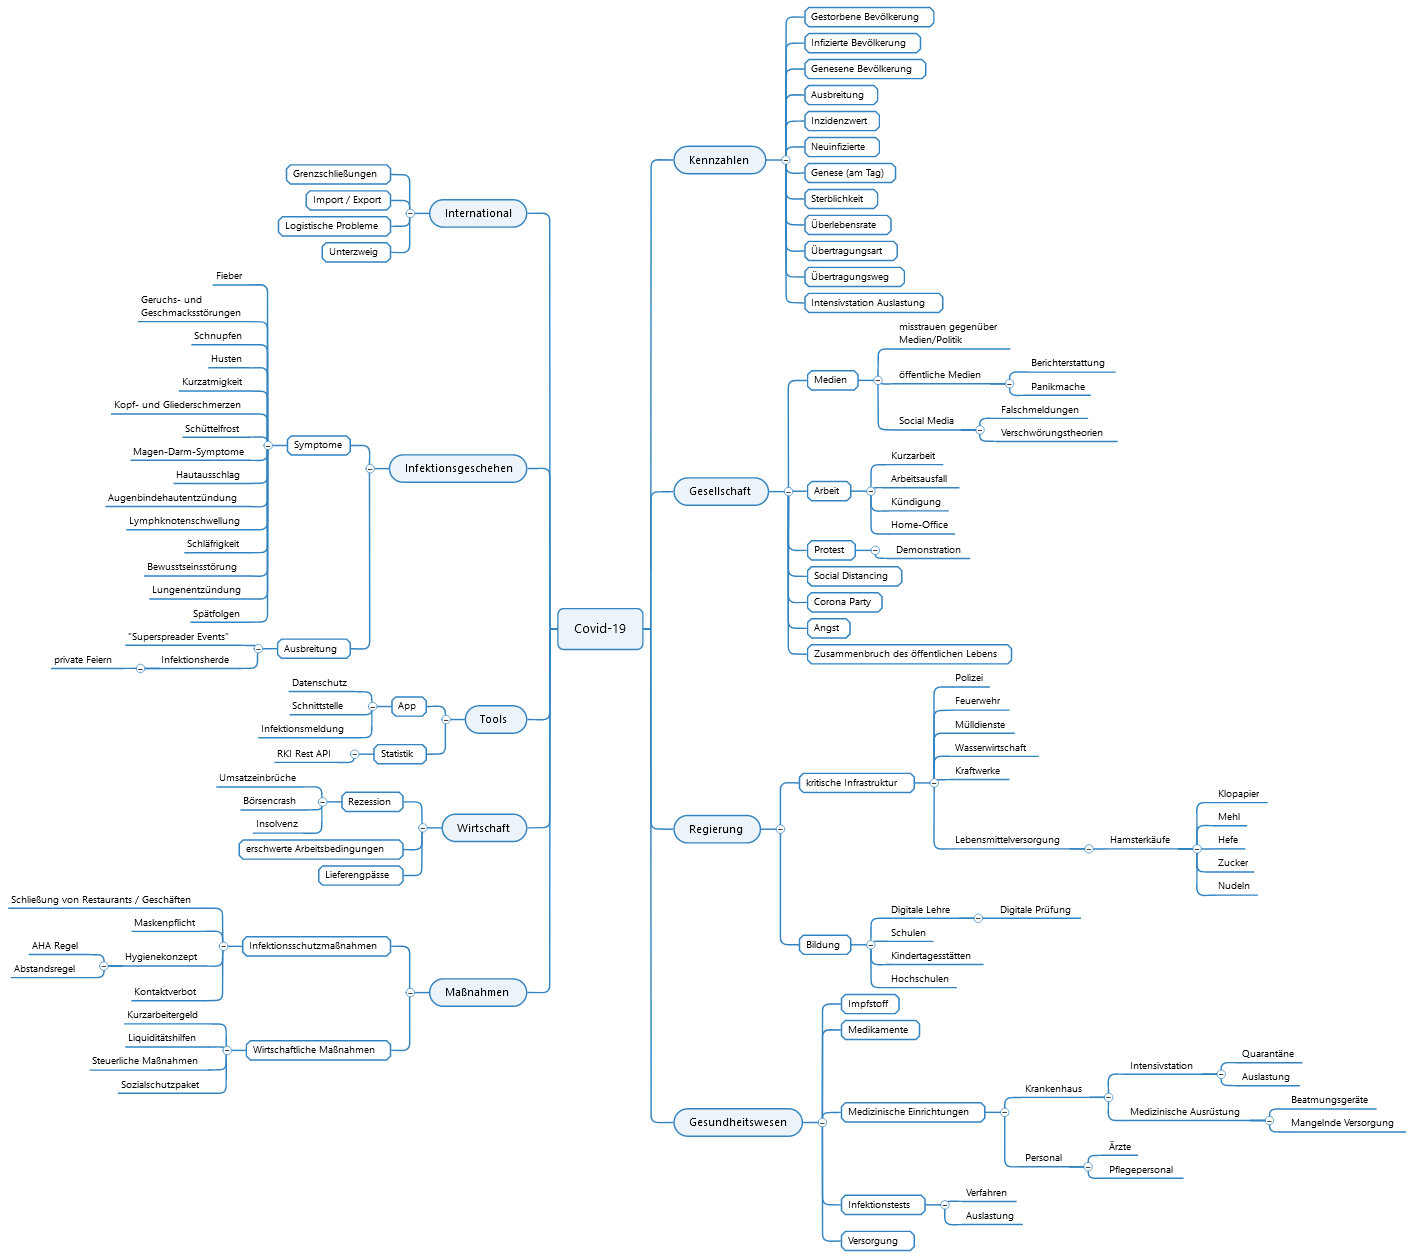 Covid-19
Kennzahlen
Gestorbene Bevölkerung
Infizierte Bevölkerung
Genesene Bevölkerung
Ausbreitung
Inzidenzwert
Neuinfizierte
Genese (am Tag)
Sterblichkeit
Überlebensrate
Übertragungsart
Übertragungsweg
Intensivstation Auslastung
Gesellschaft
Medien
misstrauen gegenüber
Medien/Politik
öffentliche Medien
Berichterstattung
Panikmache
Social Media
Falschmeldungen
Verschwörungstheorien
Arbeit
Kurzarbeit
Arbeitsausfall
Kündigung
Home-Office
Protest
Demonstration
Social Distancing
Corona Party
Angst
Zusammenbruch des öffentlichen Lebens
Regierung
kritische Infrastruktur
Polizei
Feuerwehr
Mülldienste
Wasserwirtschaft
Kraftwerke
Lebensmittelversorgung
Hamsterkäufe
Klopapier
Mehl
Hefe
Zucker
Nudeln
Bildung
Digitale Lehre
Digitale Prüfung
Schulen
Kindertagesstätten
Hochschulen
Gesundheitswesen
Impfstoff
Medikamente
Medizinische Einrichtungen
Krankenhaus
Intensivstation
Quarantäne
Auslastung
Medizinische Ausrüstung
Beatmungsgeräte
Mangelnde Versorgung
Personal
Ärzte
Pflegepersonal
Infektionstests
Verfahren
Auslastung
Versorgung
International
Grenzschließungen
Import / Export
Logistische Probleme
Unterzweig
Infektionsgeschehen
Symptome
Fieber
Geruchs- und
Geschmacksstörungen
Schnupfen
Husten
Kurzatmigkeit
Kopf- und Gliederschmerzen
Schüttelfrost
Magen-Darm-Symptome
Hautausschlag
Augenbindehautentzündung
Lymphknotenschwellung
Schläfrigkeit
Bewusstseinsstörung
Lungenentzündung
Spätfolgen
Ausbreitung
"Superspreader Events"
Infektionsherde
private Feiern
Tools
App
Datenschutz
Schnittstelle
Infektionsmeldung
Statistik
RKI Rest API
Wirtschaft
Rezession
Umsatzeinbrüche
Börsencrash
Insolvenz
erschwerte Arbeitsbedingungen
Lieferengpässe
Maßnahmen
Infektionsschutzmaßnahmen
Schließung von Restaurants / Geschäften
Maskenpflicht
Hygienekonzept
AHA Regel
Abstandsregel
Kontaktverbot
Wirtschaftliche Maßnahmen
Kurzarbeitergeld
Liquiditätshilfen
Steuerliche Maßnahmen
Sozialschutzpaket